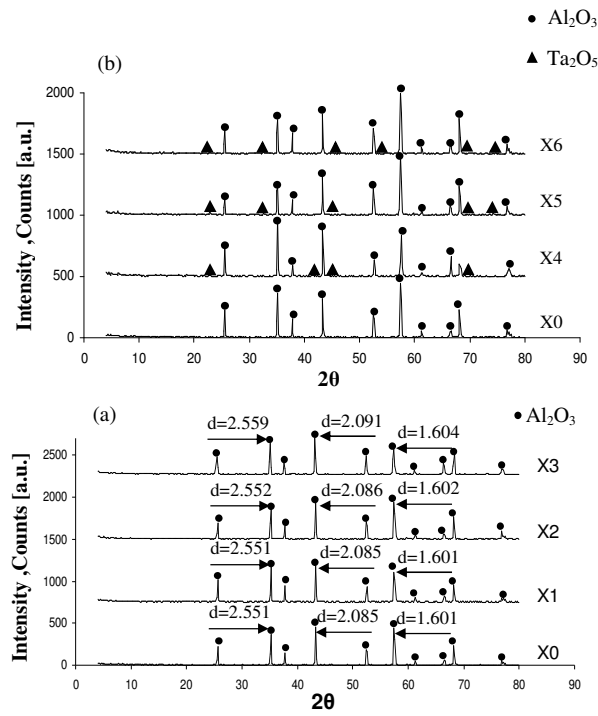 ● Al₂O₃
(b)
▲ Ta₂O₅
2000
1500
1000
500
0
Intensity ,Counts [a.u.]
X6
X5
X4
X0
0 10 20 30 40 50 60 70 80 90
2θ
(a)
● Al₂O₃
d=2.559 d=2.091 d=1.604
X3
d=2.552 d=2.086 d=1.602
X2
d=2.551 d=2.085 d=1.601
X1
d=2.551 d=2.085 d=1.601
X0
2500
2000
1500
1000
500
0
Intensity ,Counts [a.u.]
0 10 20 30 40 50 60 70 80
2θ